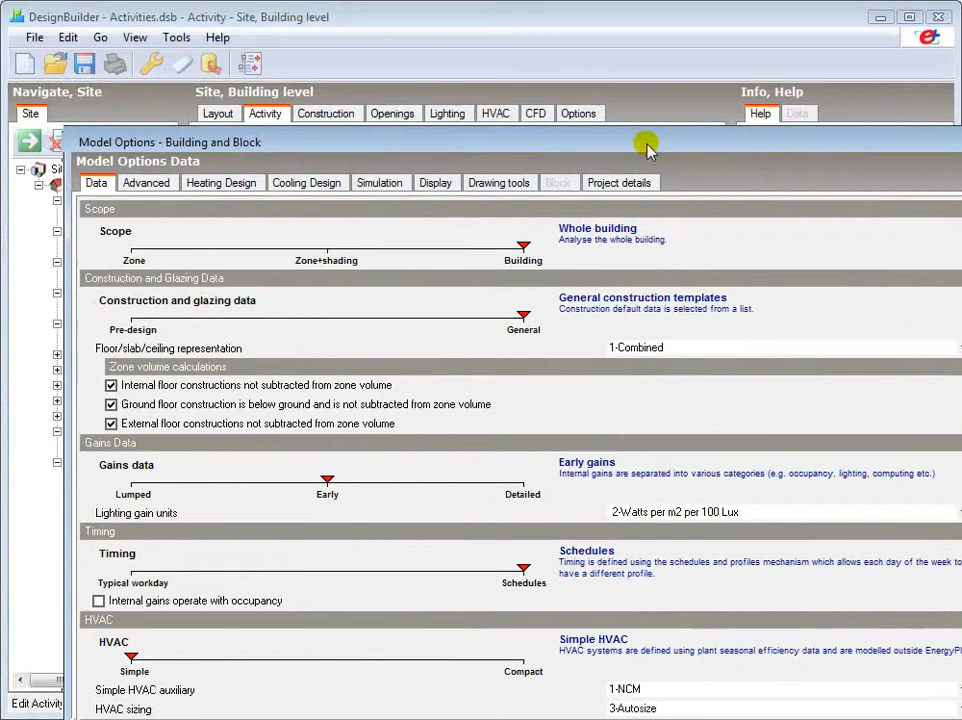 DesignBuilder - Activities.dsb - Activity - Site, Building level
File Edit Go View Tools Help
Navigate, Site Site, Building level Info, Help
Site Layout Activity Construction Openings Lighting HVAC CFD Options Help Data
Model Options - Building and Block
Model Options Data
Data Advanced Heating Design Cooling Design Simulation Display Drawing tools Block Project details
Scope
Scope Whole building
Analyse the whole building.
Zone Zone+shading Building
Construction and Glazing Data
Construction and glazing data General construction templates
Construction default data is selected from a list.
Pre-design General
Floor/slab/ceiling representation 1-Combined
Zone volume calculations
Internal floor constructions not subtracted from zone volume
Ground floor construction is below ground and is not subtracted from zone volume
External floor constructions not subtracted from zone volume
Gains Data
Gains data Early gains
Internal gains are separated into various categories (e.g. occupancy, lighting, computing etc.)
Lumped Early Detailed
Lighting gain units 2-Watts per m2 per 100 Lux
Timing
Timing Schedules
Timing is defined using the schedules and profiles mechanism which allows each day of the week to
have a different profile.
Typical workday Schedules
Internal gains operate with occupancy
HVAC
HVAC Simple HVAC
HVAC systems are defined using plant seasonal efficiency data and are modelled outside EnergyPl
Simple Compact
Simple HVAC auxiliary 1-NCM
Edit Activity HVAC sizing 3-Autosize